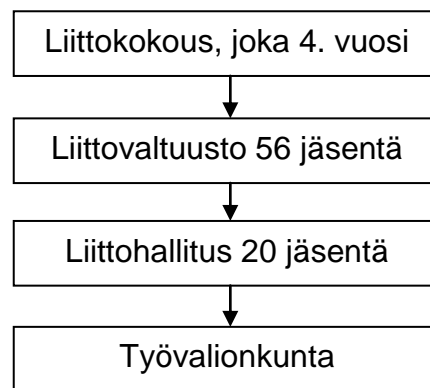 Liittokokous, joka 4. vuosi
Liittovaltuusto 56 jäsentä
Liittohallitus 20 jäsentä
Työvalionkunta